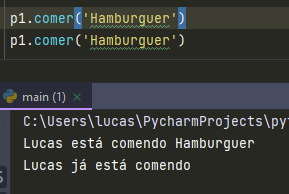 p1.comer('Hamburguer')
p1.comer('Hamburguer')
main (1) ×
C:\Users\lucas\PycharmProjects\py
Lucas está comendo Hamburguer
Lucas já está comendo